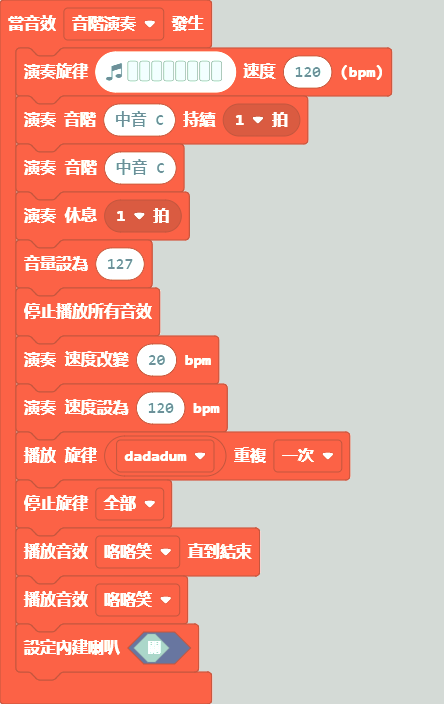 當音效 音階演奏 發生
演奏旋律 速度 120 (bpm)
演奏 音階 中音 C 持續 1 拍
演奏 音階 中音 C
演奏 休息 1 拍
音量設為 127
停止播放所有音效
演奏 速度改變 20 bpm
演奏 速度設為 120 bpm
播放 旋律 dadadum 重複 一次
停止旋律 全部
播放音效 咯咯笑 直到結束
播放音效 咯咯笑
設定內建喇叭 關